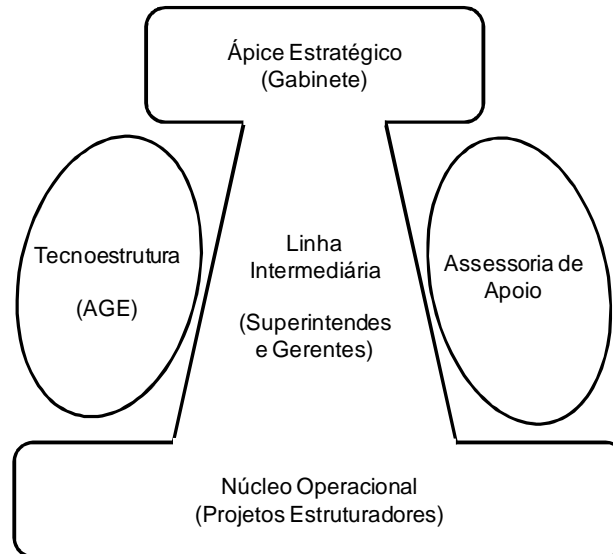 Ápice Estratégico
(Gabinete)
Tecnoestrutura
(AGE)
Linha
Intermediária
(Superintendes
e Gerentes)
Assessoria de
Apoio
Núcleo Operacional
(Projetos Estruturadores)